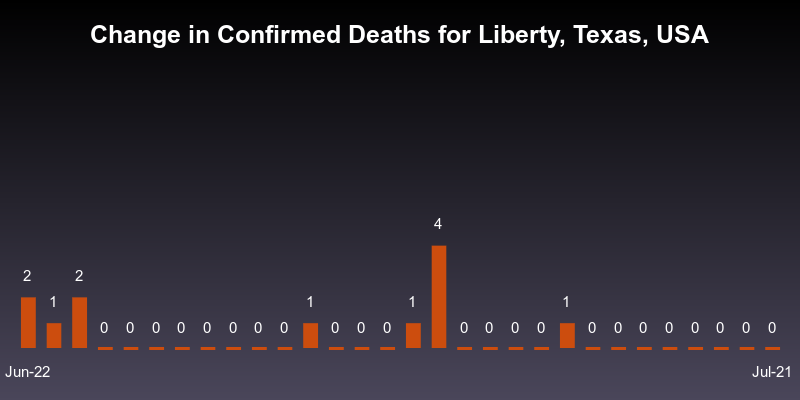 Change in Confirmed Deaths for Liberty, Texas, USA
4
2 2
1 1 1 1
0 0 0 0 0 0 0 0 0 0 0 0 0 0 0 0 0 0 0 0 0 0 0
Jun-22 Jul-21